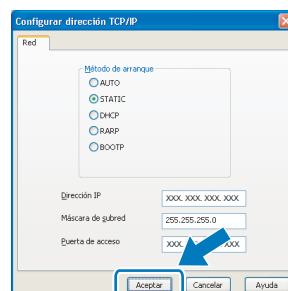 Configurar dirección TCP/IP
Red
Método de arranque
AUTO
STATIC
DHCP
RARP
BOOTP
Dirección IP XXX. XXX. XXX. XXX
Máscara de subred 255.255.255.0
Puerta de acceso XXX. XX
Aceptar Cancelar Ayuda